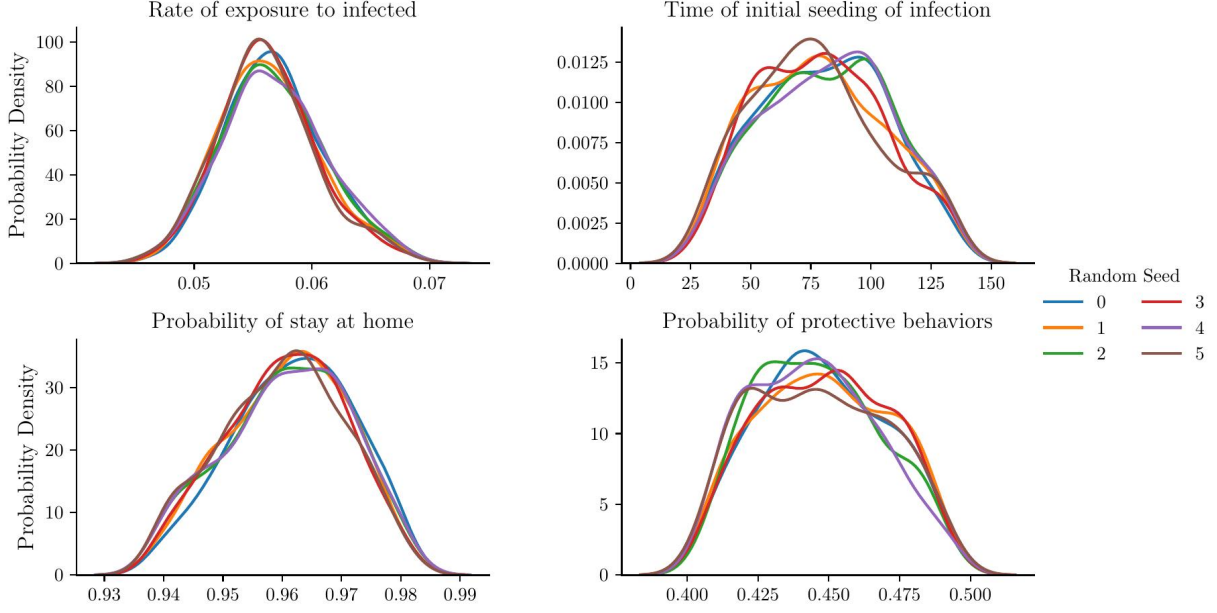 Rate of exposure to infected
Probability Density
100
80
60
40
20
0
0.05 0.06 0.07
Time of initial seeding of infection
0.0125
0.0100
0.0075
0.0050
0.0025
0.0000
0 25 50 75 100 125 150
Probability of stay at home
Probability Density
30
20
10
0
0.93 0.94 0.95 0.96 0.97 0.98 0.99
Probability of protective behaviors
15
10
5
0
0.400 0.425 0.450 0.475 0.500
Random Seed
0 3
1 4
2 5